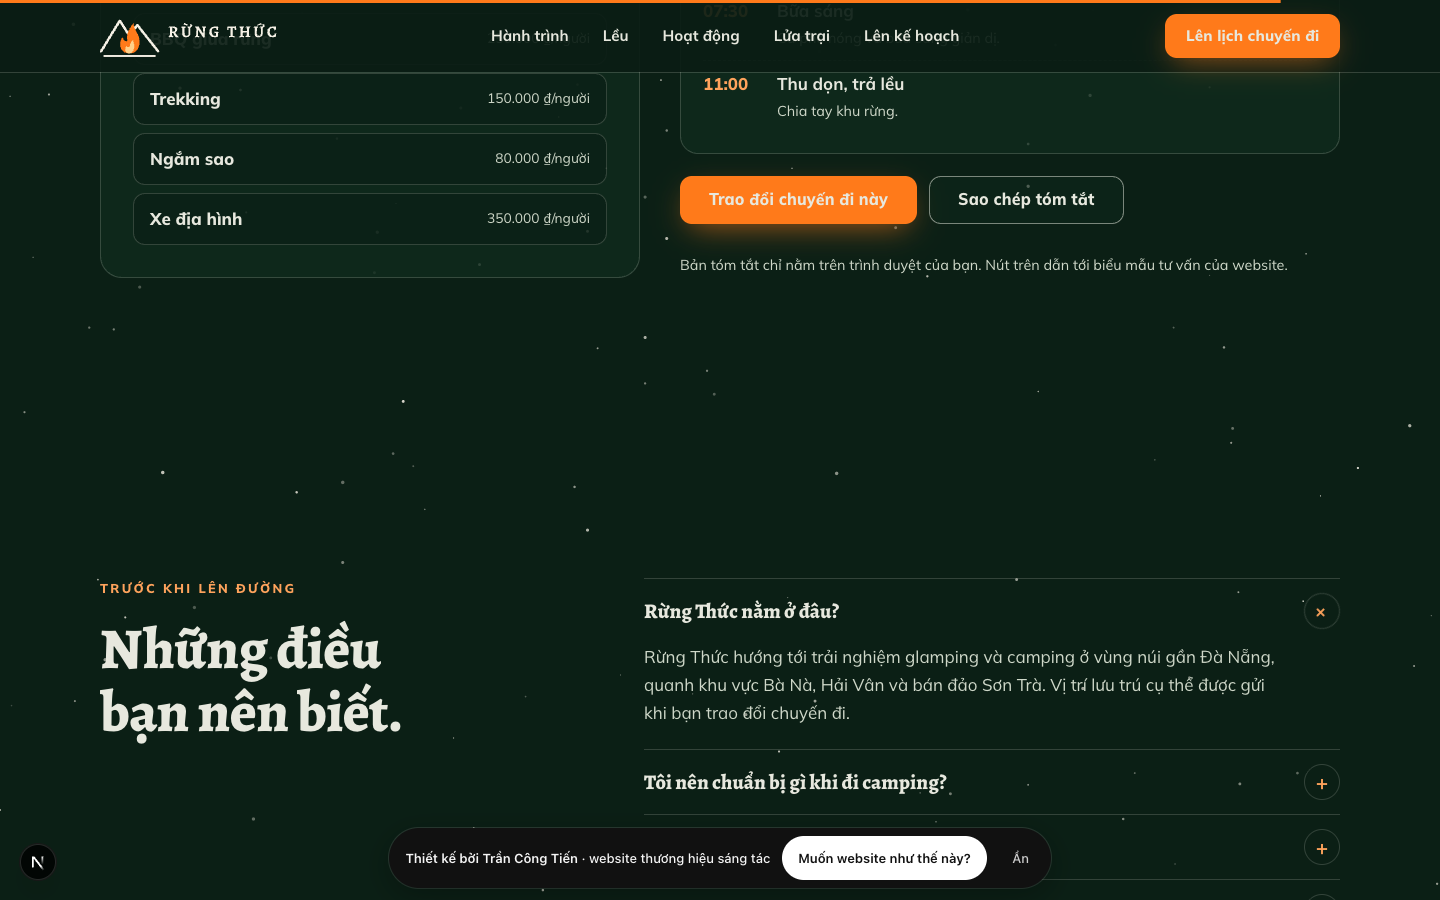 RỪNG THỨC
Hành trình
Lều
Hoạt động
Lửa trại
Lên kế hoạch
Lên lịch chuyến đi
BBQ giữa rừng
Trekking
150.000 ₫/người
Ngắm sao
80.000 ₫/người
Xe địa hình
350.000 ₫/người
07:30 Bữa sáng
11:00 Thu dọn, trả lều
Chia tay khu rừng.
Trao đổi chuyến đi này
Sao chép tóm tắt
Bản tóm tắt chỉ nằm trên trình duyệt của bạn. Nút trên dẫn tới biểu mẫu tư vấn của website.
TRƯỚC KHI LÊN ĐƯỜNG
Những điều
bạn nên biết.
Rừng Thức nằm ở đâu?
×
Rừng Thức hướng tới trải nghiệm glamping và camping ở vùng núi gần Đà Nẵng,
quanh khu vực Bà Nà, Hải Vân và bán đảo Sơn Trà. Vị trí lưu trú cụ thể được gửi
khi bạn trao đổi chuyến đi.
Tôi nên chuẩn bị gì khi đi camping?
+
+
N
Thiết kế bởi Trần Công Tiến · website thương hiệu sáng tác
Muốn website như thế này?
Ẩn